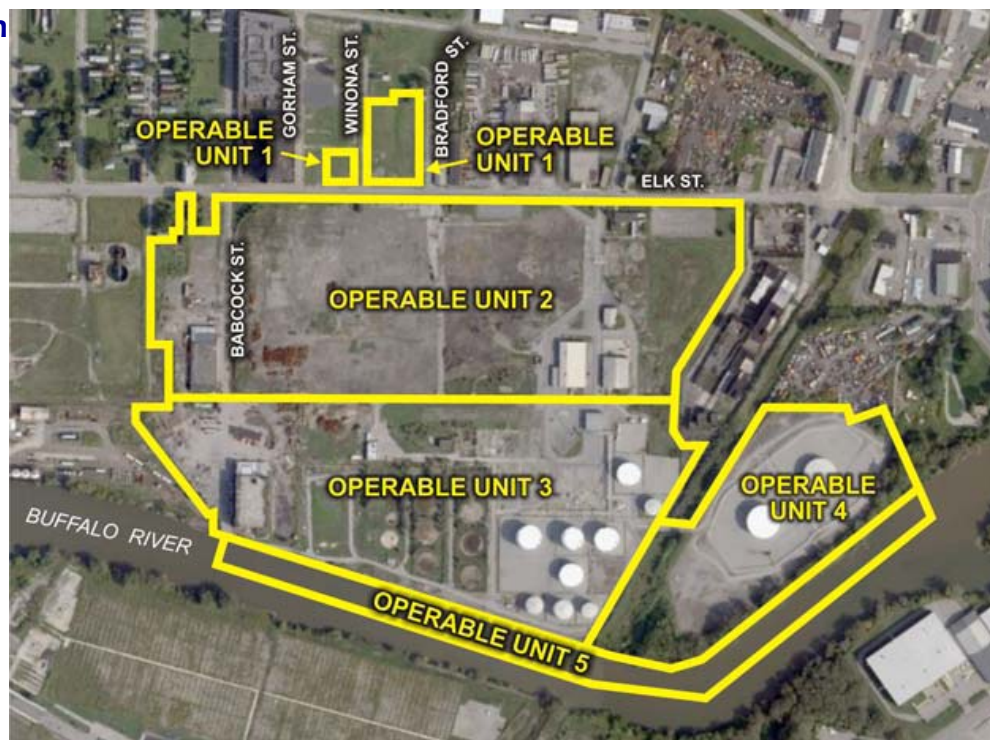 n
GORHAM ST.
WINONA ST.
BRADFORD ST.
OPERABLE
UNIT 1
OPERABLE
UNIT 1
ELK ST.
BABCOCK ST.
OPERABLE UNIT 2
OPERABLE UNIT 3
OPERABLE
UNIT 4
BUFFALO RIVER
OPERABLE UNIT 5